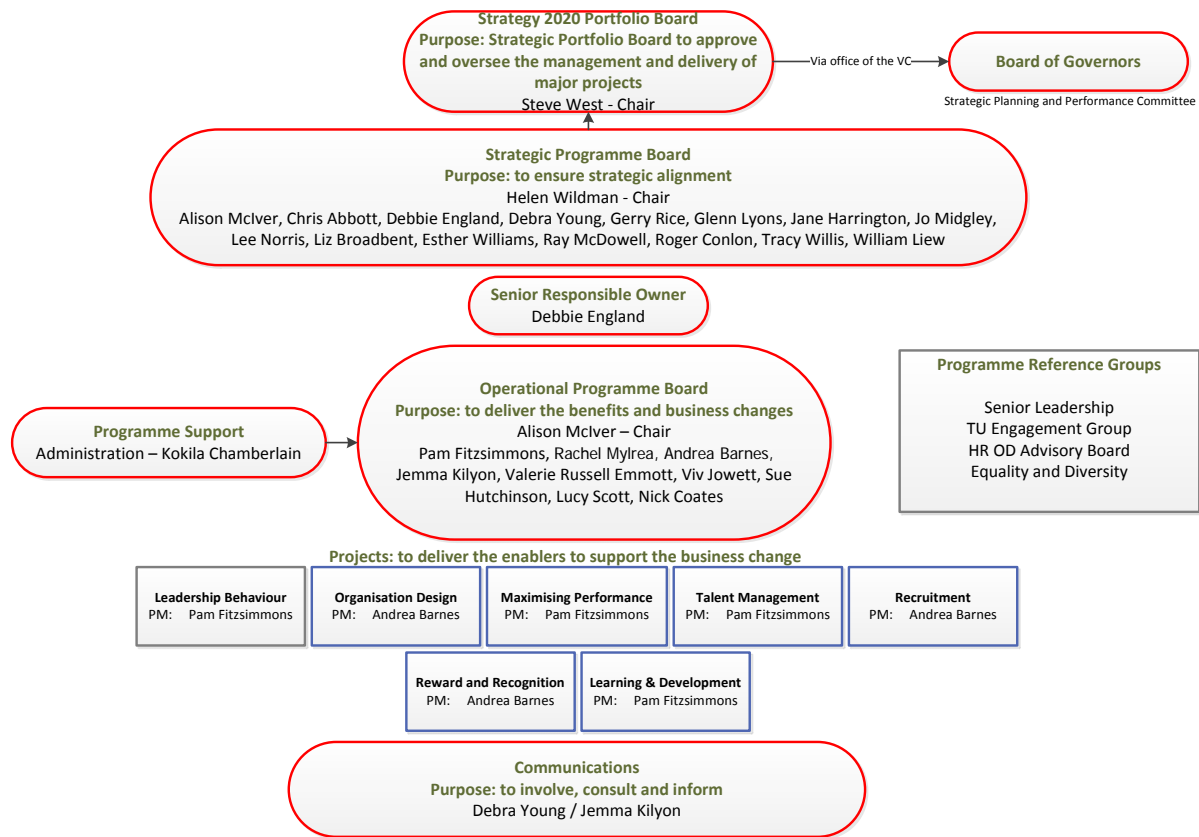 Strategy 2020 Portfolio Board
Purpose: Strategic Portfolio Board to approve
and oversee the management and delivery of
major projects
Steve West - Chair
Via office of the VC
Board of Governors
Strategic Planning and Performance Committee
Strategic Programme Board
Purpose: to ensure strategic alignment
Helen Wildman - Chair
Alison McIver, Chris Abbott, Debbie England, Debra Young, Gerry Rice, Glenn Lyons, Jane Harrington, Jo Midgley,
Lee Norris, Liz Broadbent, Esther Williams, Ray McDowell, Roger Conlon, Tracy Willis, William Liew
Senior Responsible Owner
Debbie England
Operational Programme Board
Purpose: to deliver the benefits and business changes
Alison McIver – Chair
Pam Fitzsimmons, Rachel Mylrea, Andrea Barnes,
Jemma Kilyon, Valerie Russell Emmott, Viv Jowett, Sue
Hutchinson, Lucy Scott, Nick Coates
Programme Support
Administration – Kokila Chamberlain
Programme Reference Groups
Senior Leadership
TU Engagement Group
HR OD Advisory Board
Equality and Diversity
Projects: to deliver the enablers to support the business change
Leadership Behaviour
PM: Pam Fitzsimmons
Organisation Design
PM: Andrea Barnes
Maximising Performance
PM: Pam Fitzsimmons
Talent Management
PM: Pam Fitzsimmons
Recruitment
PM: Andrea Barnes
Reward and Recognition
PM: Andrea Barnes
Learning & Development
PM: Pam Fitzsimmons
Communications
Purpose: to involve, consult and inform
Debra Young / Jemma Kilyon